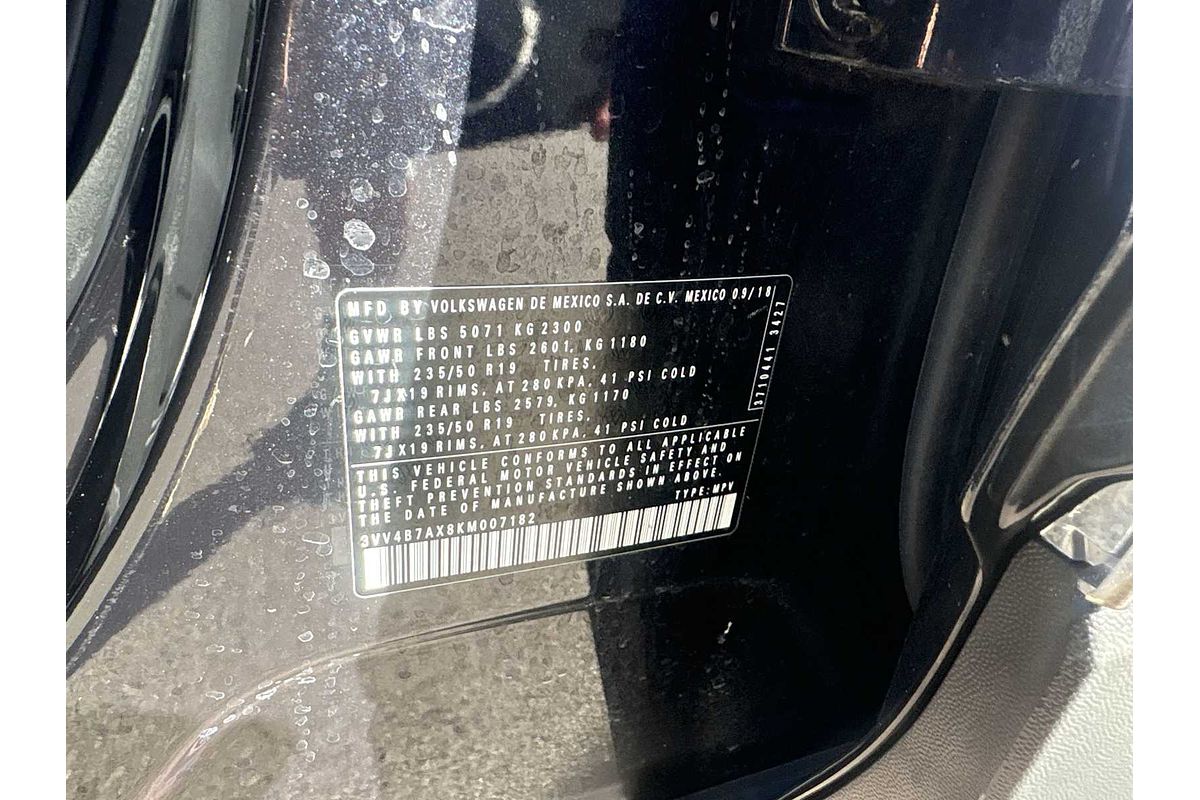 MFD BY VOLKSWAGEN DE MEXICO S.A. DE C.V. MEXICO 09/18
GVWR LBS 5071 KG 2300
GAWR FRONT LBS 2601, KG 1180
WITH 235/50 R19 TIRES,
7JX19 RIMS, AT 280 KPA, 41 PSI COLD
GAWR REAR LBS 2579, KG 1170
WITH 235/50 R19 TIRES,
7JX19 RIMS, AT 280 KPA, 41 PSI COLD
3710441 3427
THIS VEHICLE CONFORMS TO ALL APPLICABLE
U.S. FEDERAL MOTOR VEHICLE SAFETY AND
THEFT PREVENTION STANDARDS IN EFFECT ON
THE DATE OF MANUFACTURE SHOWN ABOVE.
TYPE: MPV
3VV4B7AX8KM007182